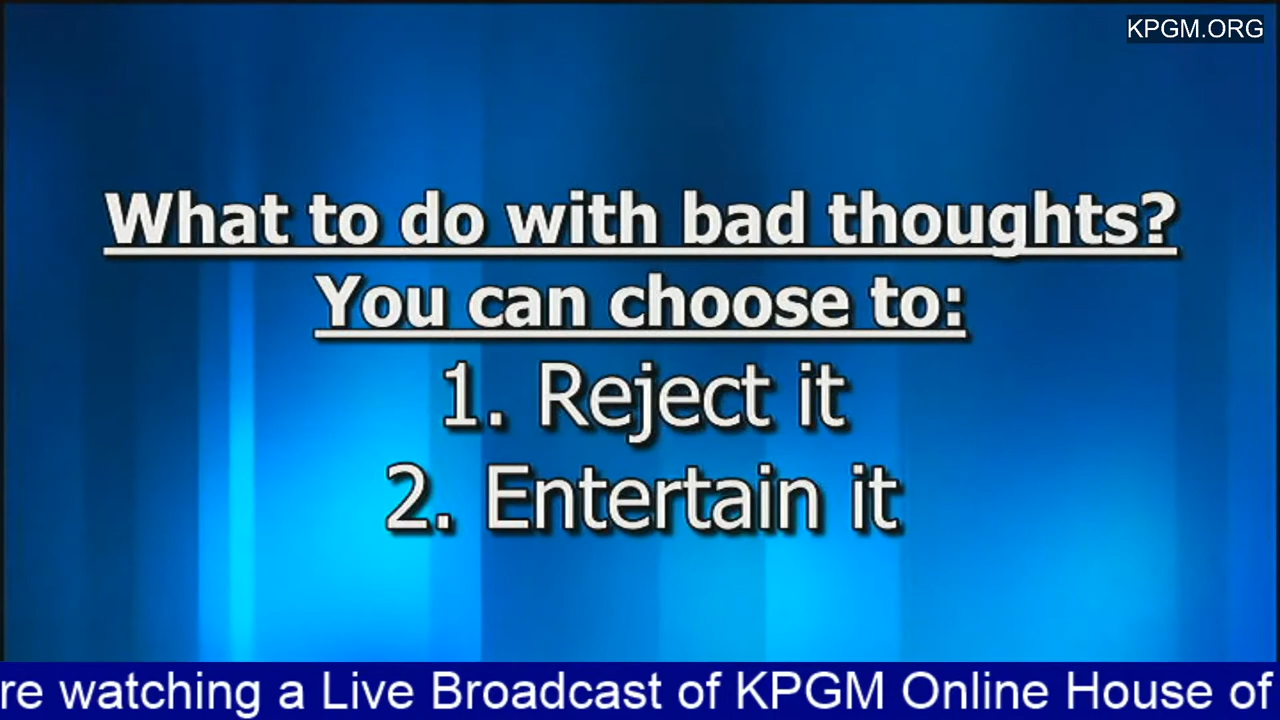 KPGM.ORG
What to do with bad thoughts?
You can choose to:
1. Reject it
2. Entertain it
re watching a Live Broadcast of KPGM Online House of